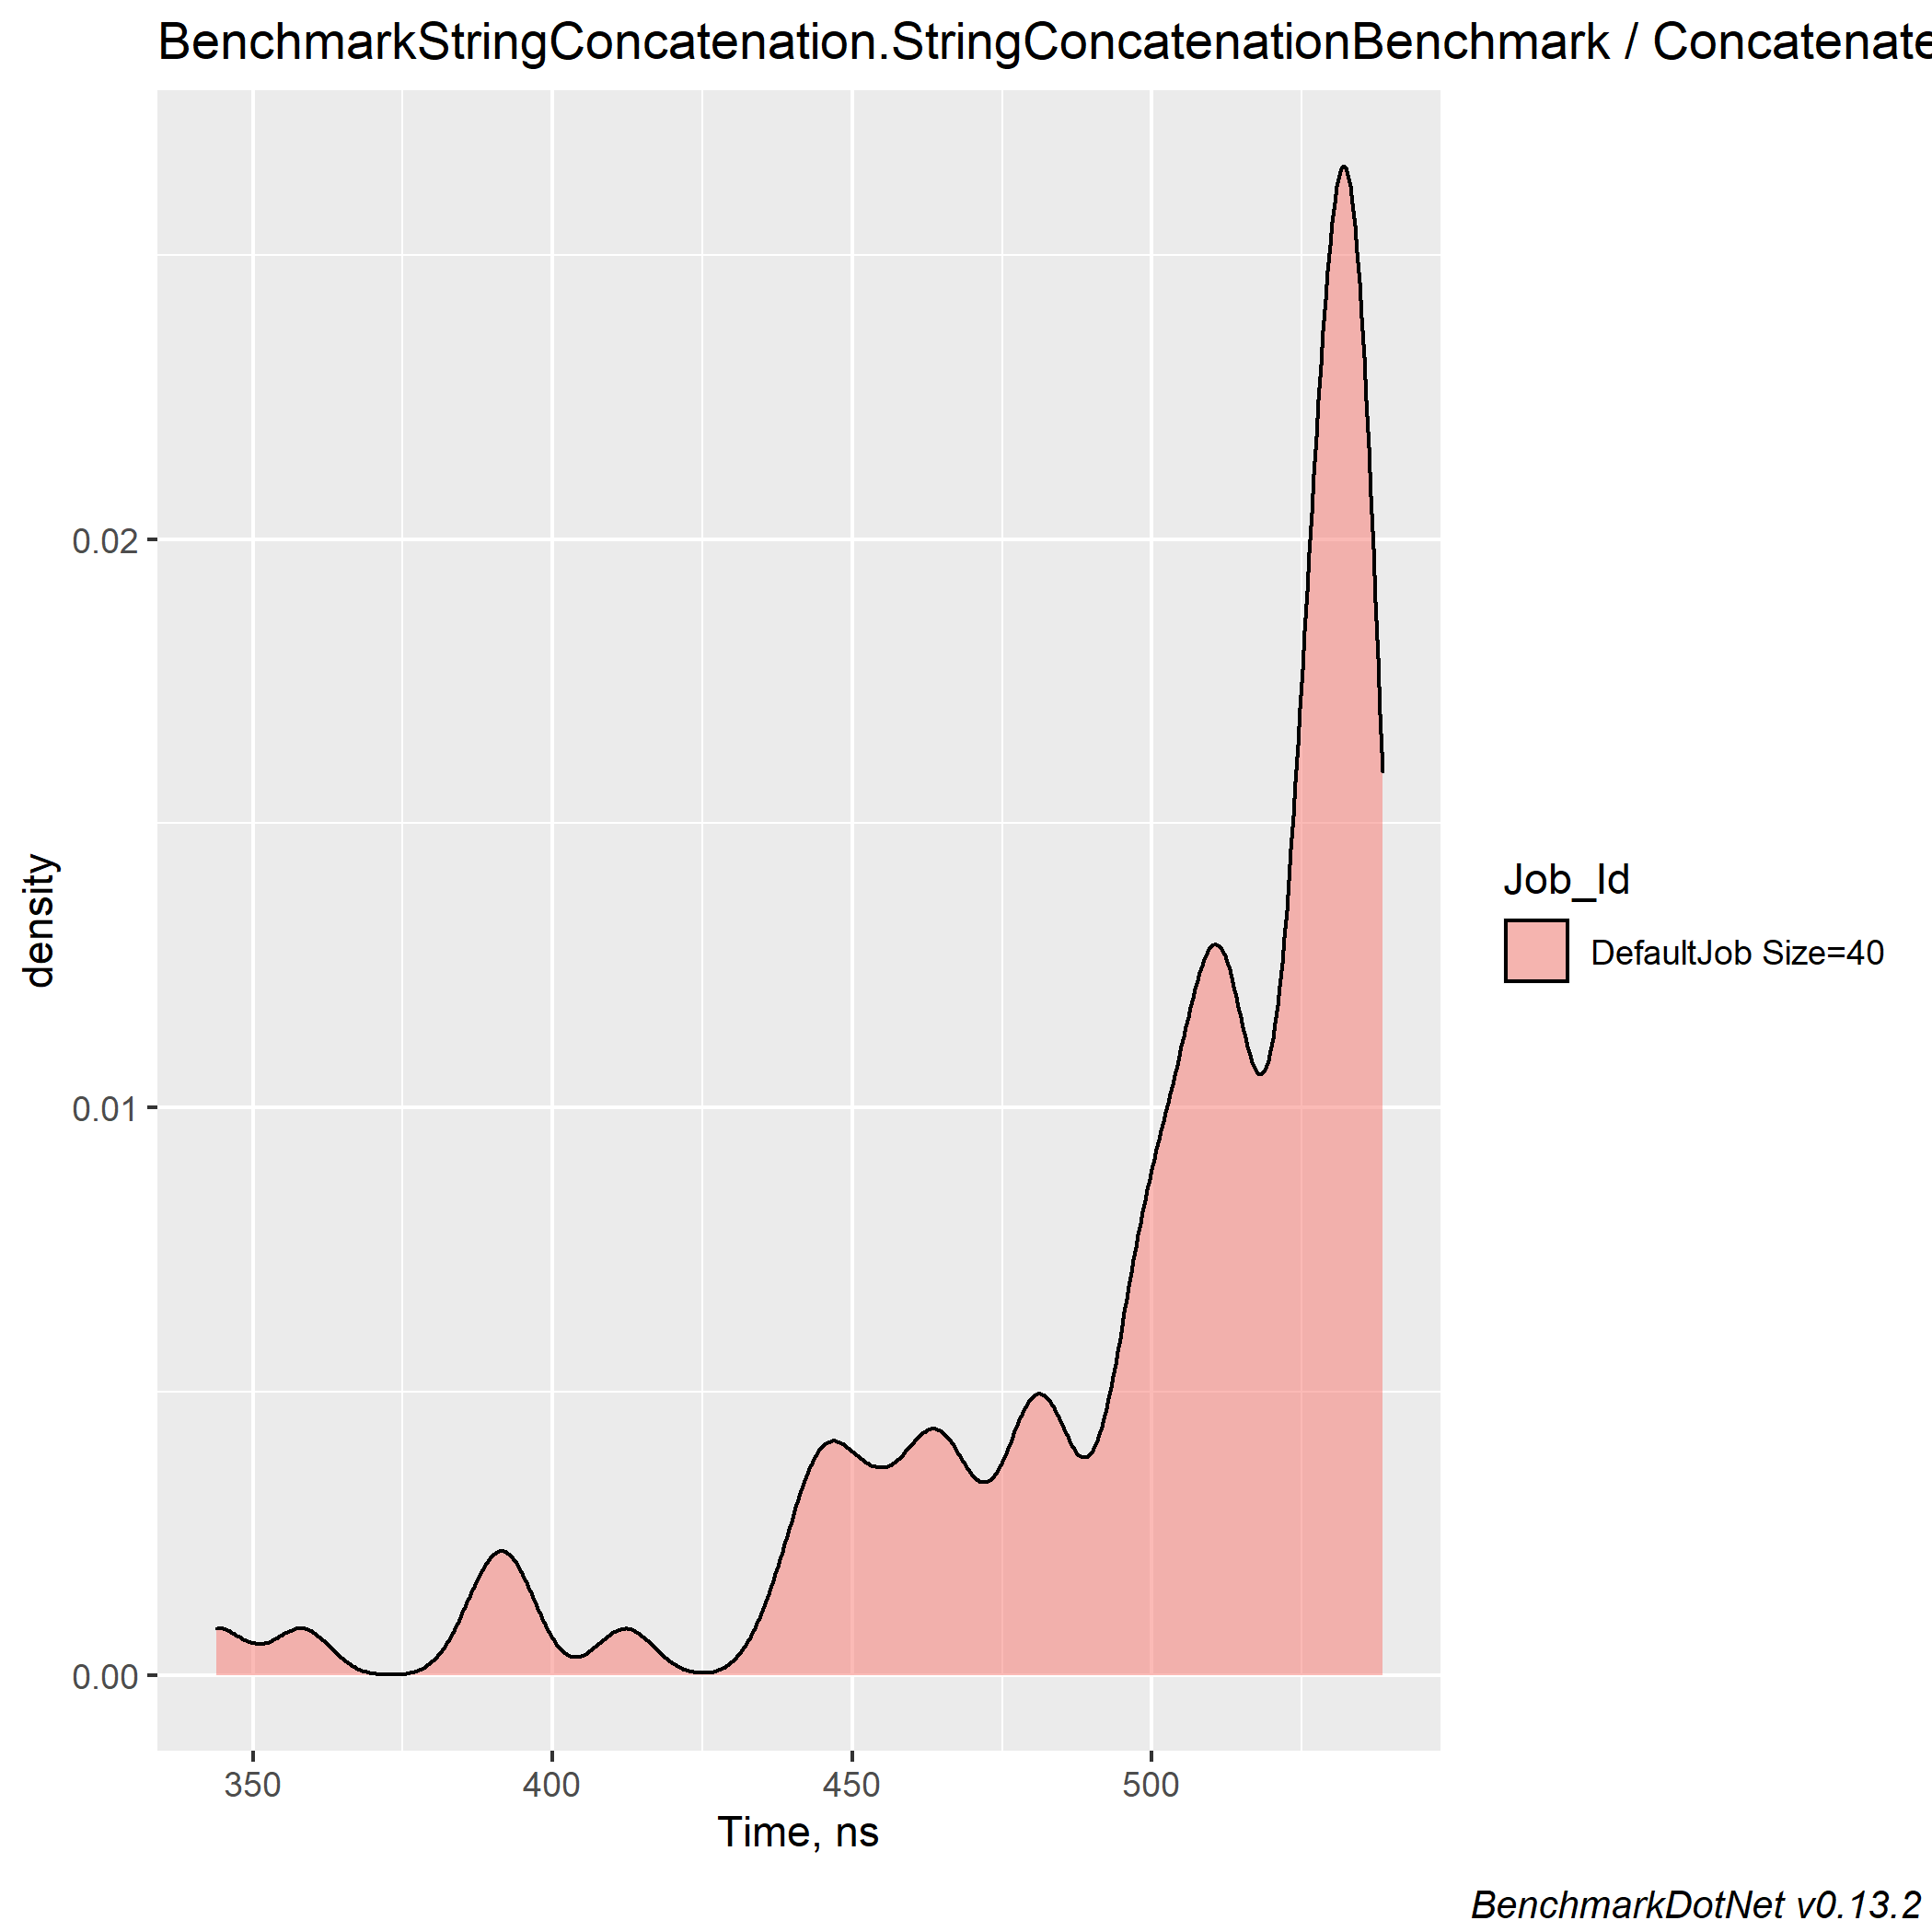 BenchmarkStringConcatenation.StringConcatenationBenchmark / Concatenate
density
0.02
0.01
0.00
350 400 450 500
Time, ns
Job_Id
DefaultJob Size=40
BenchmarkDotNet v0.13.2